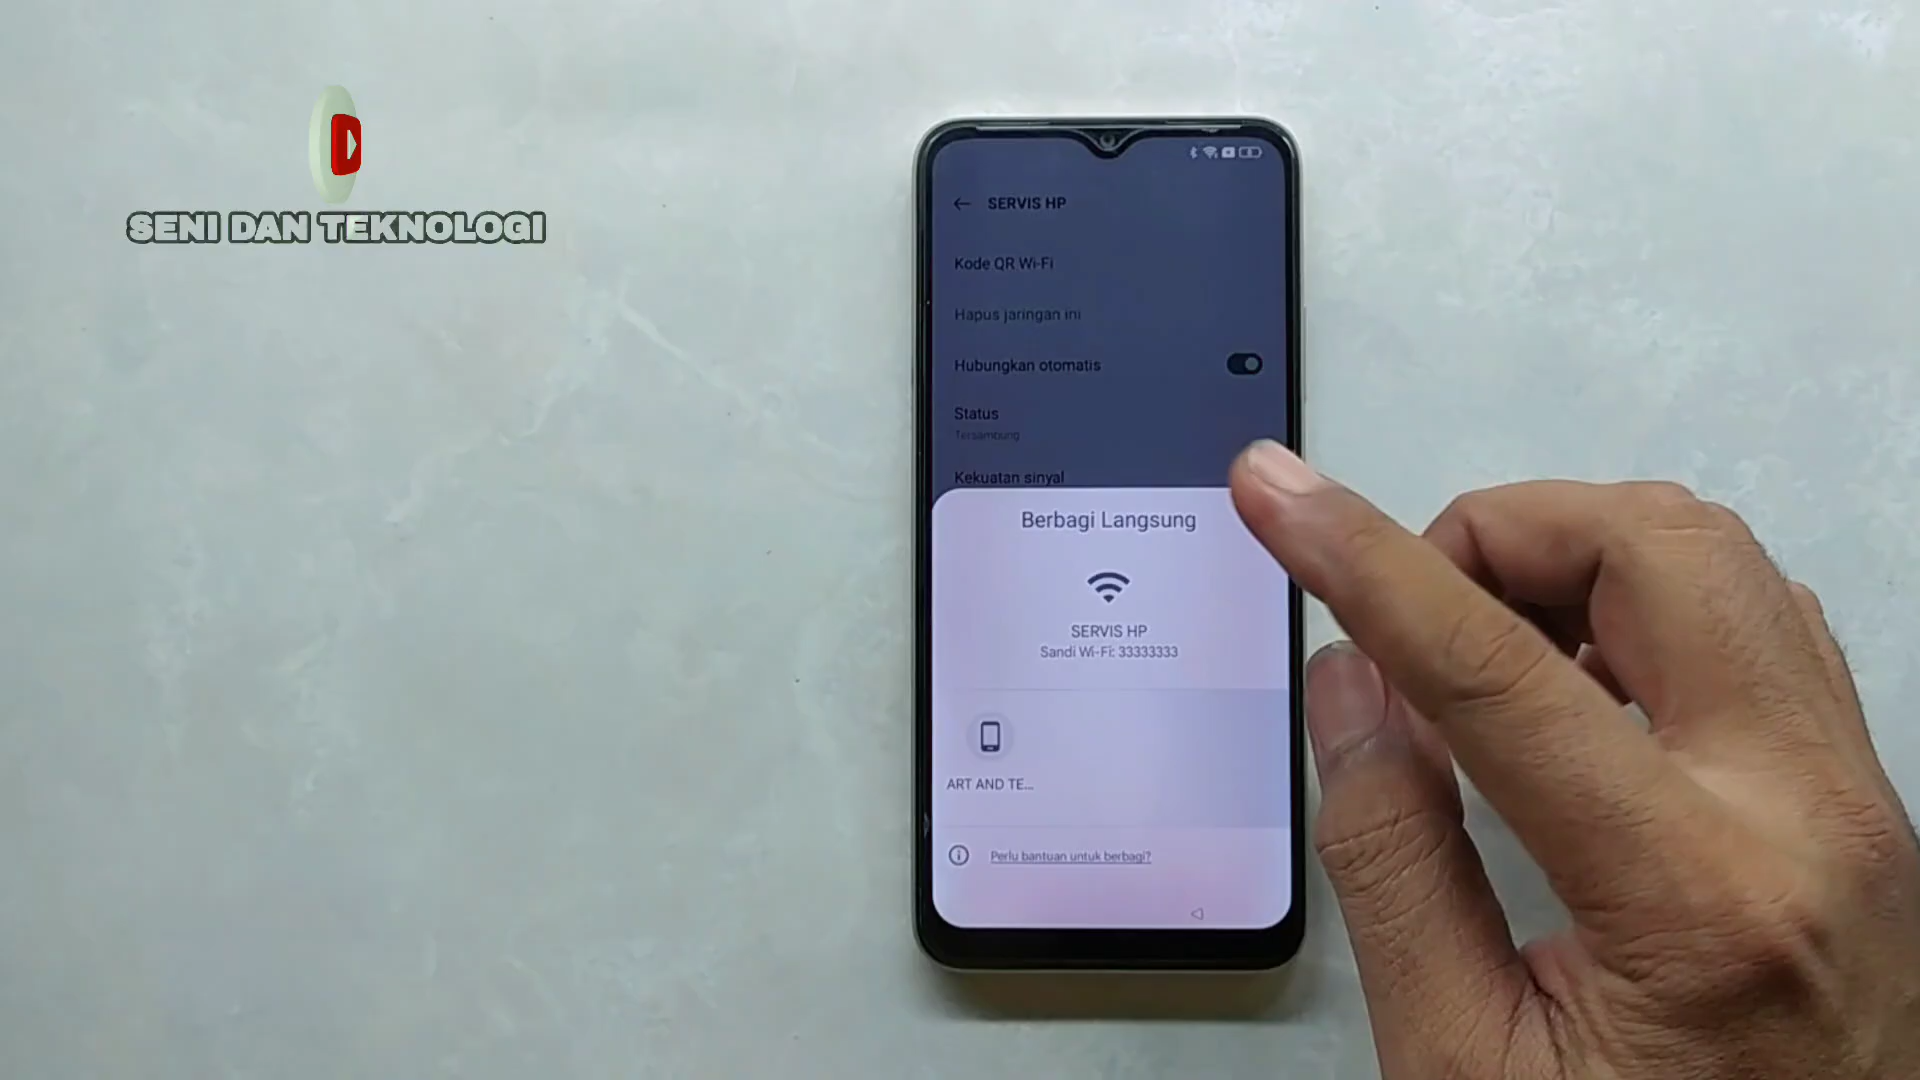 SENI DAN TEKNOLOGI
SERVIS HP
Kode QR Wi-Fi
Hapus jaringan ini
Hubungkan otomatis
Status
Tersambung
Kekuatan sinyal
Berbagi Langsung
SERVIS HP
Sandi Wi-Fi: 33333333
ART AND TE...
Perlu bantuan untuk berbagi?